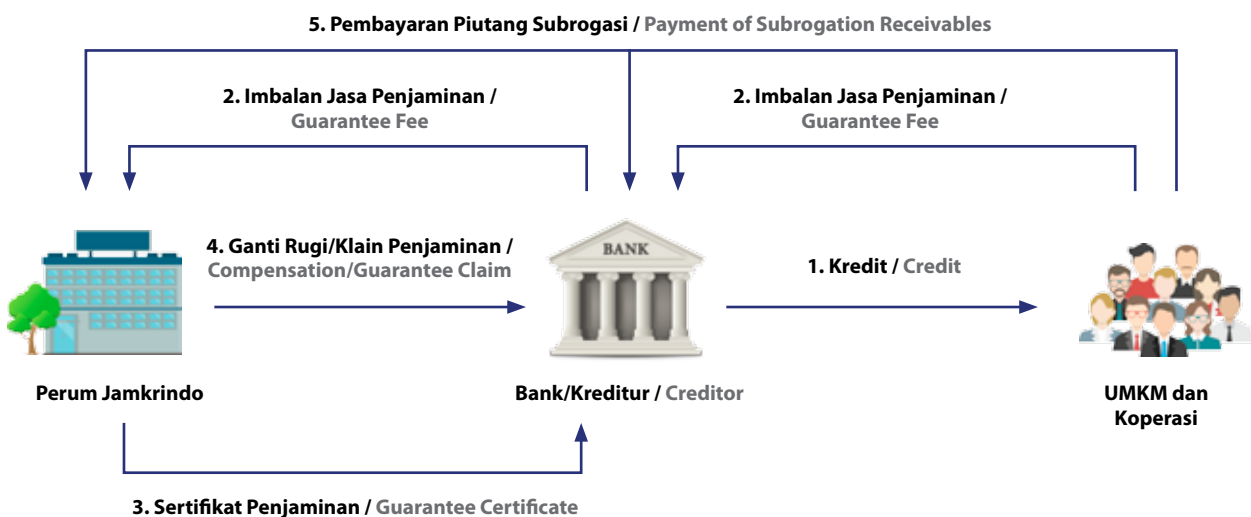 5. Pembayaran Piutang Subrogasi / Payment of Subrogation Receivables
2. Imbalan Jasa Penjaminan /
Guarantee Fee
2. Imbalan Jasa Penjaminan /
Guarantee Fee
4. Ganti Rugi/Klain Penjaminan /
Compensation/Guarantee Claim
BANK
1. Kredit / Credit
Perum Jamkrindo
Bank/Kreditur / Creditor
UMKM dan
Koperasi
3. Sertifikat Penjaminan / Guarantee Certificate